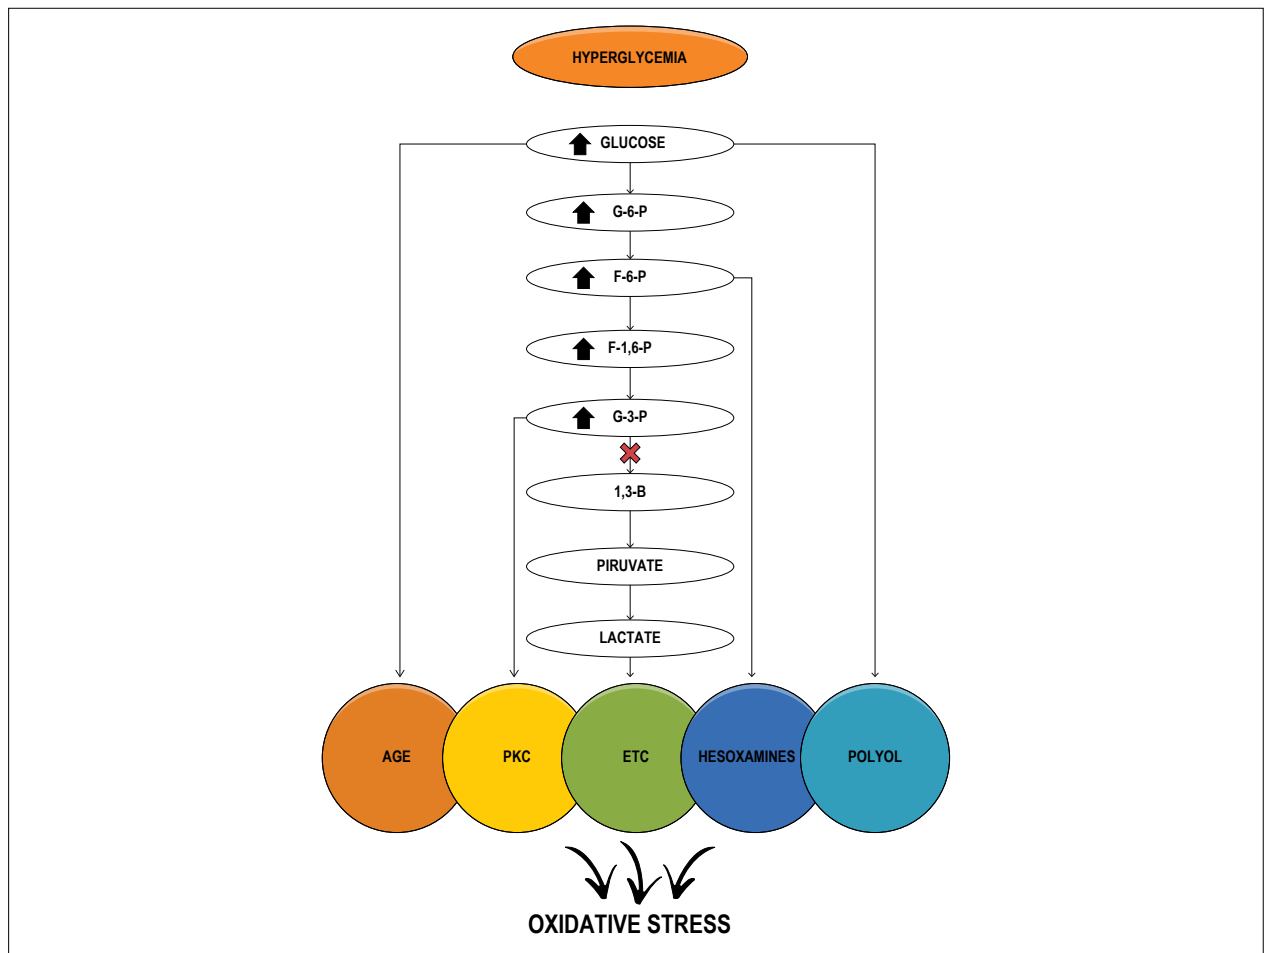 HYPERGLYCEMIA
GLUCOSE
G-6-P
F-6-P
F-1,6-P
G-3-P
1,3-B
PIRUVATE
LACTATE
AGE
PKC
ETC
HESOXAMINES
POLYOL
OXIDATIVE STRESS